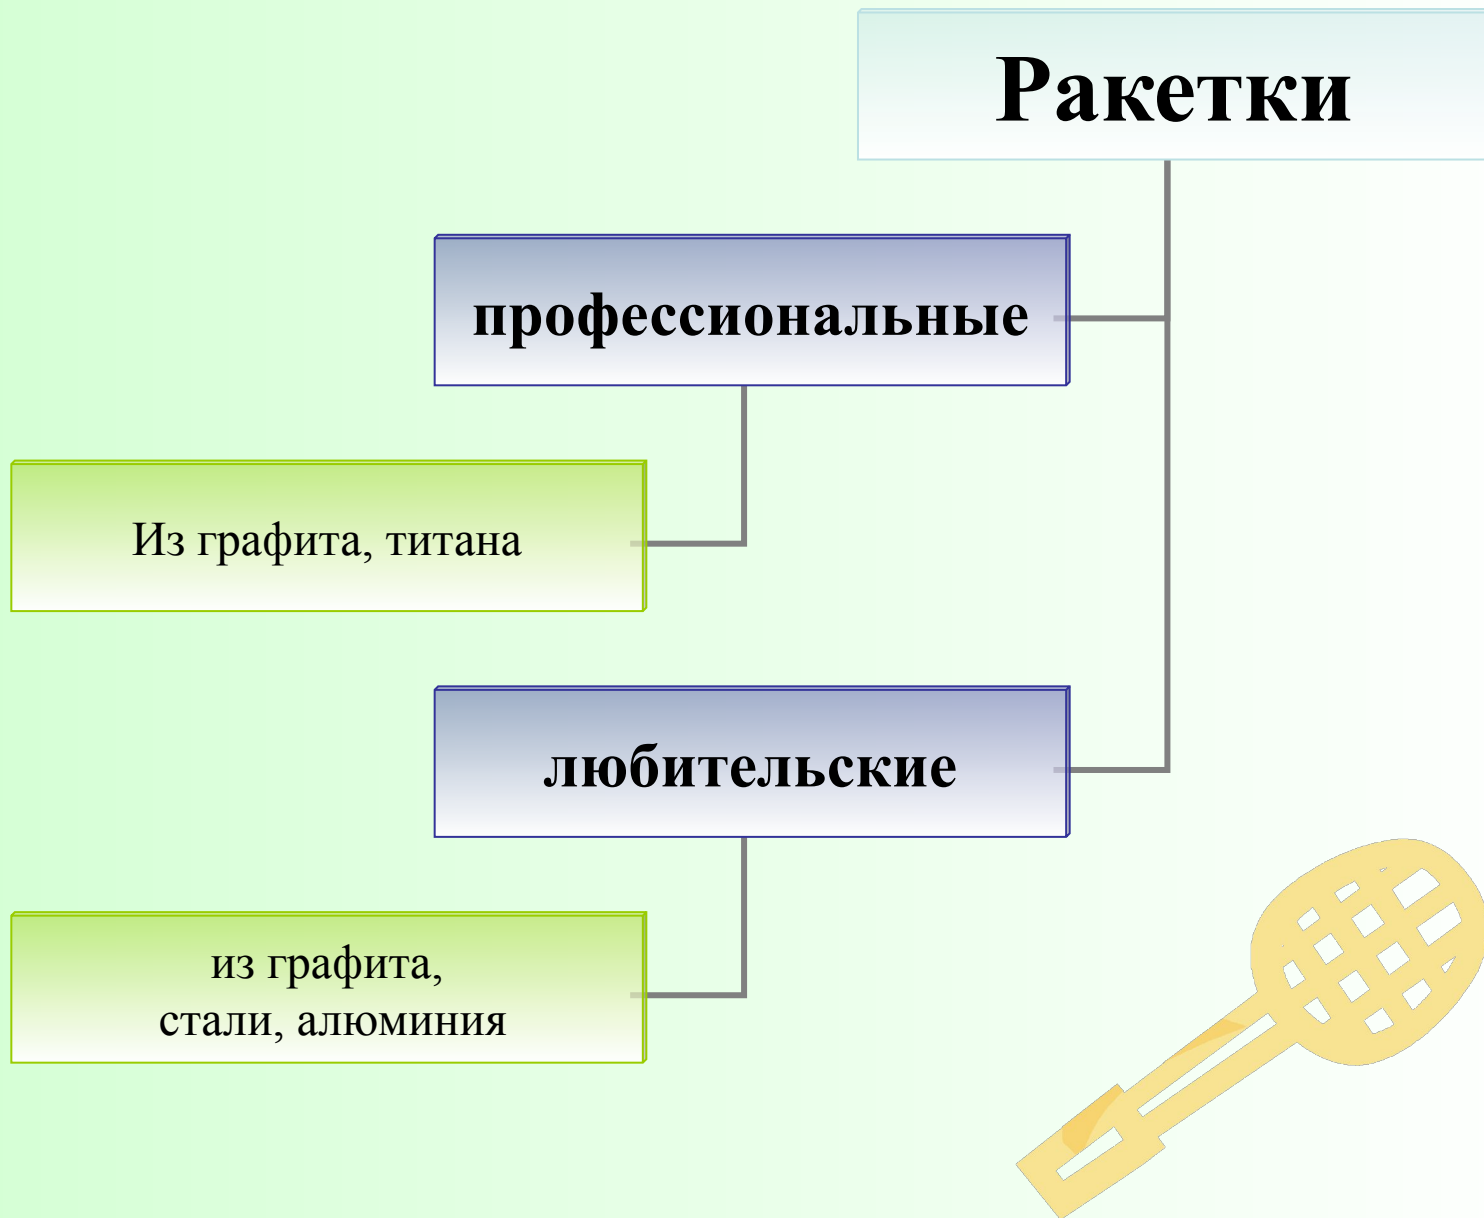 Ракетки
профессиональные
Из графита, титана
любительские
из графита,
стали, алюминия